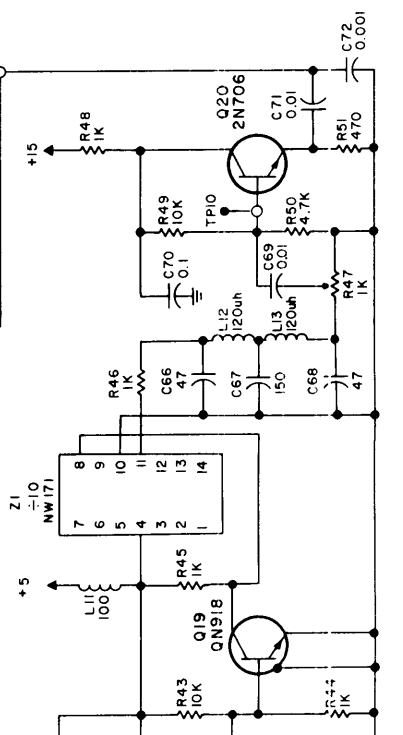 C72
0.001
Q20
2N706
C71
0.01
R51
470
+15
R48
1K
R49
10K
TP10
R50
4.7K
C70
0.1
C69
0.01
R47
1K
L12
120uh
L13
120uh
R46
1K
C66
47
C67
150
C68
47
Z1
÷10
NW171
8
9
10
11
12
13
14
7
6
5
4
3
2
1
+5
L11
100
R45
1K
Q19
QN918
R43
10K
R44
1K